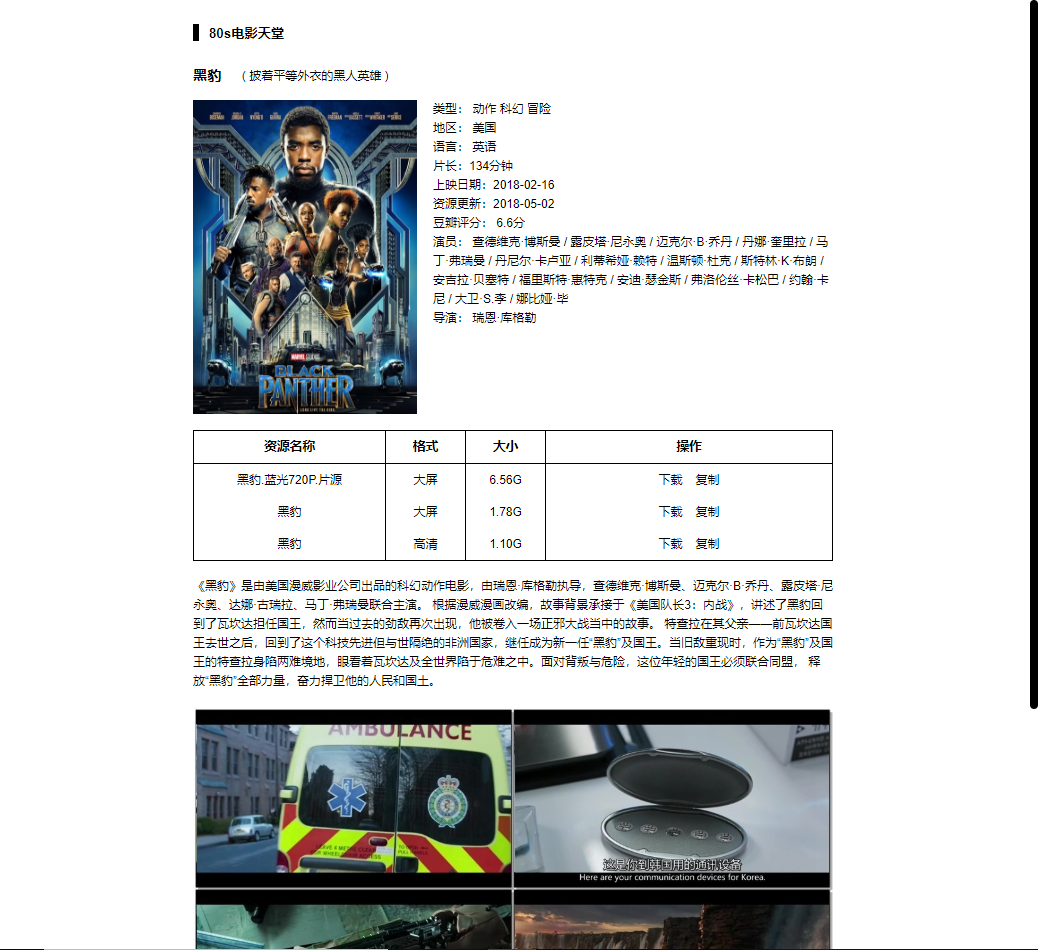 80s电影天堂
黑豹 （披着平等外衣的黑人英雄）
类型： 动作 科幻 冒险
地区： 美国
语言： 英语
片长：134分钟
上映日期：2018-02-16
资源更新：2018-05-02
豆瓣评分： 6.6分
演员： 查德维克·博斯曼 / 露皮塔·尼永奥 / 迈克尔·B·乔丹 / 丹娜·奎里拉 / 马
丁·弗瑞曼 / 丹尼尔·卡卢亚 / 利蒂希娅·赖特 / 温斯顿·杜克 / 斯特林·K·布朗 /
安吉拉·贝塞特 / 福里斯特·惠特克 / 安迪·瑟金斯 / 弗洛伦丝·卡松巴 / 约翰·卡
尼 / 大卫·S.李 / 娜比娅·毕
导演： 瑞恩·库格勒
MARVEL STUDIOS
BLACK
PANTHER
资源名称 格式 大小 操作
黑豹.蓝光720P.片源 大屏 6.56G 下载 复制
黑豹 大屏 1.78G 下载 复制
黑豹 高清 1.10G 下载 复制
《黑豹》是由美国漫威影业公司出品的科幻动作电影，由瑞恩·库格勒执导，查德维克·博斯曼、迈克尔·B·乔丹、露皮塔·尼
永奥、达娜·古瑞拉、马丁·弗瑞曼联合主演。 根据漫威漫画改编，故事背景承接于《美国队长3：内战》，讲述了黑豹回
到了瓦坎达担任国王，然而当过去的劲敌再次出现，他被卷入一场正邪大战当中的故事。 特查拉在其父亲——前瓦坎达国
王去世之后，回到了这个科技先进但与世隔绝的非洲国家，继任成为新一任“黑豹”及国王。当旧敌重现时，作为“黑豹”及国
王的特查拉身陷两难境地，眼看着瓦坎达及全世界陷于危难之中。面对背叛与危险，这位年轻的国王必须联合同盟， 释
放“黑豹”全部力量，奋力捍卫他的人民和国土。
AMBULANCE
这是你到韩国用的通讯设备
Here are your communication devices for Korea.